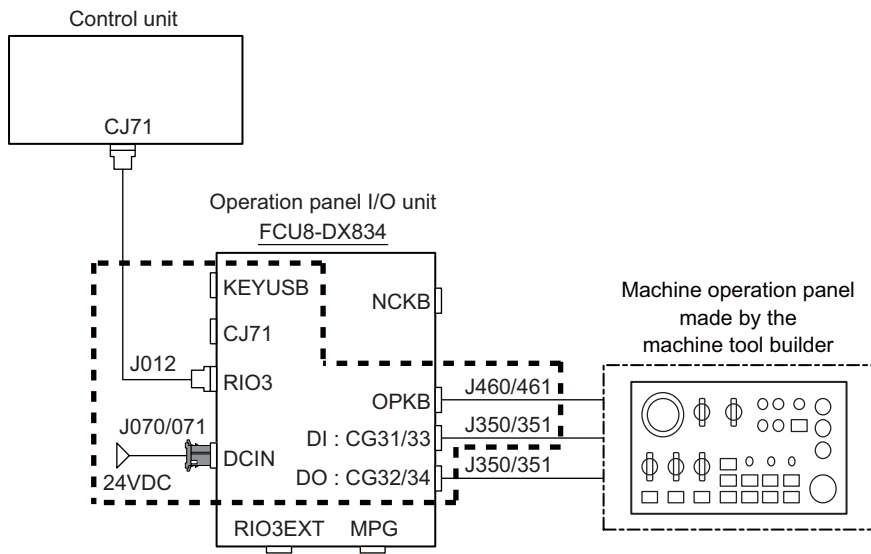 Control unit
CJ71
Operation panel I/O unit
FCU8-DX834
KEYUSB
NCKB
CJ71
Machine operation panel
made by the
machine tool builder
J012
RIO3
OPKB
J460/461
J070/071
DI : CG31/33
J350/351
DCIN
24VDC
DO : CG32/34
J350/351
RIO3EXT
MPG